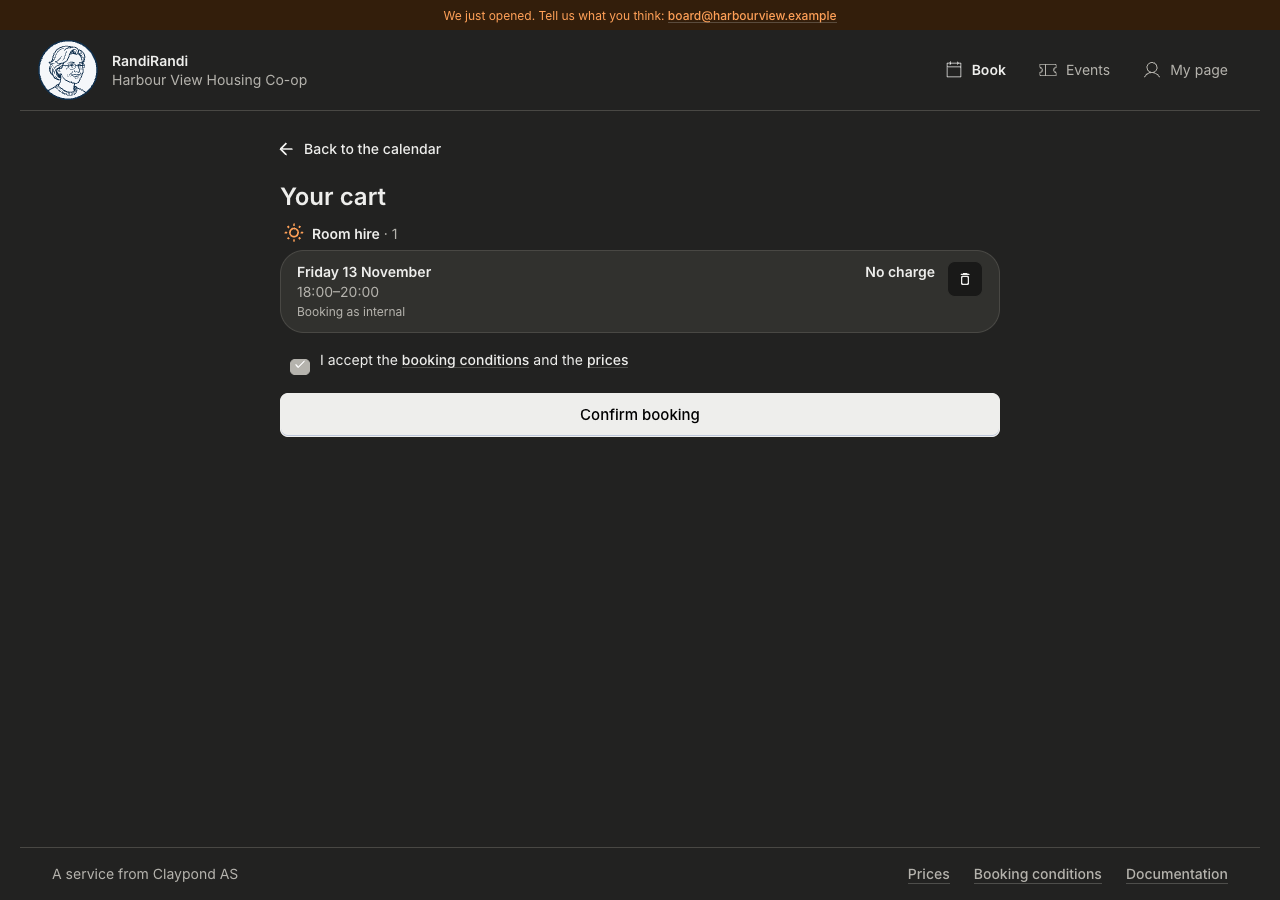 We just opened. Tell us what you think: board@harbourview.example
RandiRandi
Harbour View Housing Co-op
Book
Events
My page
Back to the calendar
Your cart
Room hire · 1
Friday 13 November
No charge
18:00–20:00
Booking as internal
I accept the booking conditions and the prices
Confirm booking
A service from Claypond AS
Prices
Booking conditions
Documentation